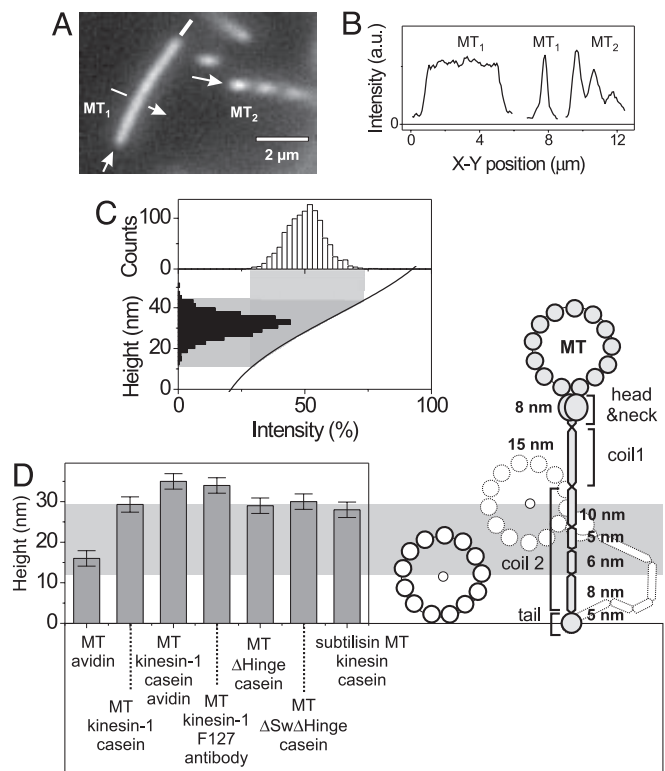 A
MT1
MT2
2 µm
B
Intensity (a.u.)
MT1
MT1
MT2
0
4
8
12
X-Y position (µm)
C
Counts
100
0
Height (nm)
40
20
0
0
50
100
Intensity (%)
D
Height (nm)
30
20
10
0
MT
avidin
MT
kinesin-1
casein
MT
kinesin-1
casein
avidin
MT
kinesin-1
F127
antibody
MT
ΔHinge
casein
MT
ΔSwΔHinge
casein
subtilisin MT
kinesin
casein
MT
head
&neck
8 nm
15 nm
coil1
10 nm
5 nm
coil 2
6 nm
8 nm
tail
5 nm